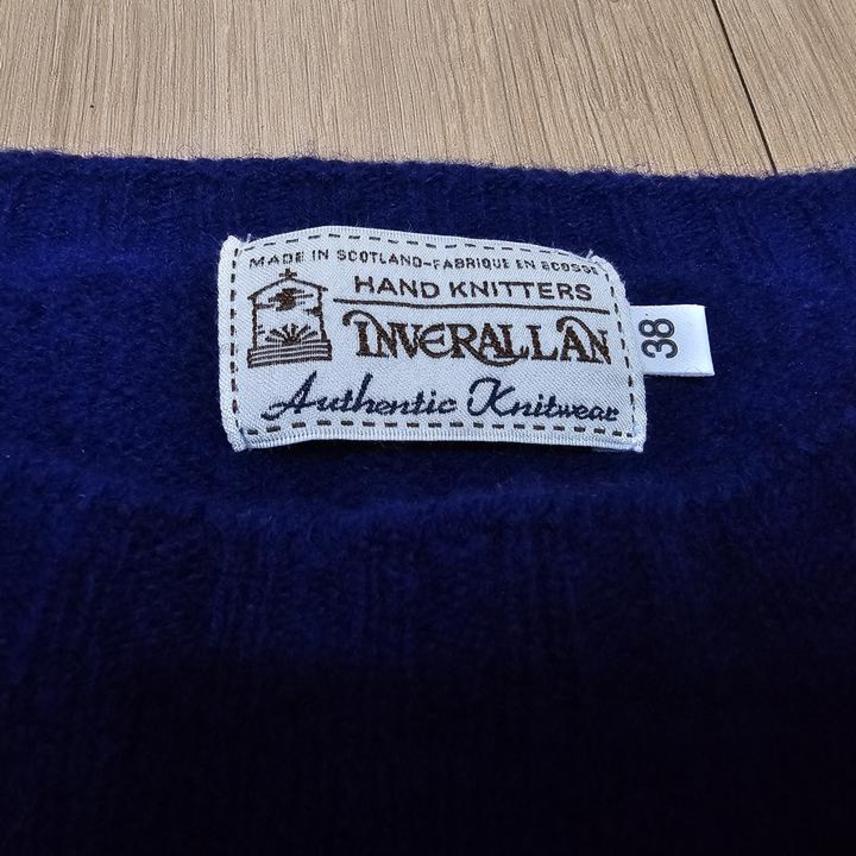 MADE IN SCOTLAND-FABRIQUE EN ECOSSE
HAND KNITTERS
INVERALLAN
Authentic Knitwear
38